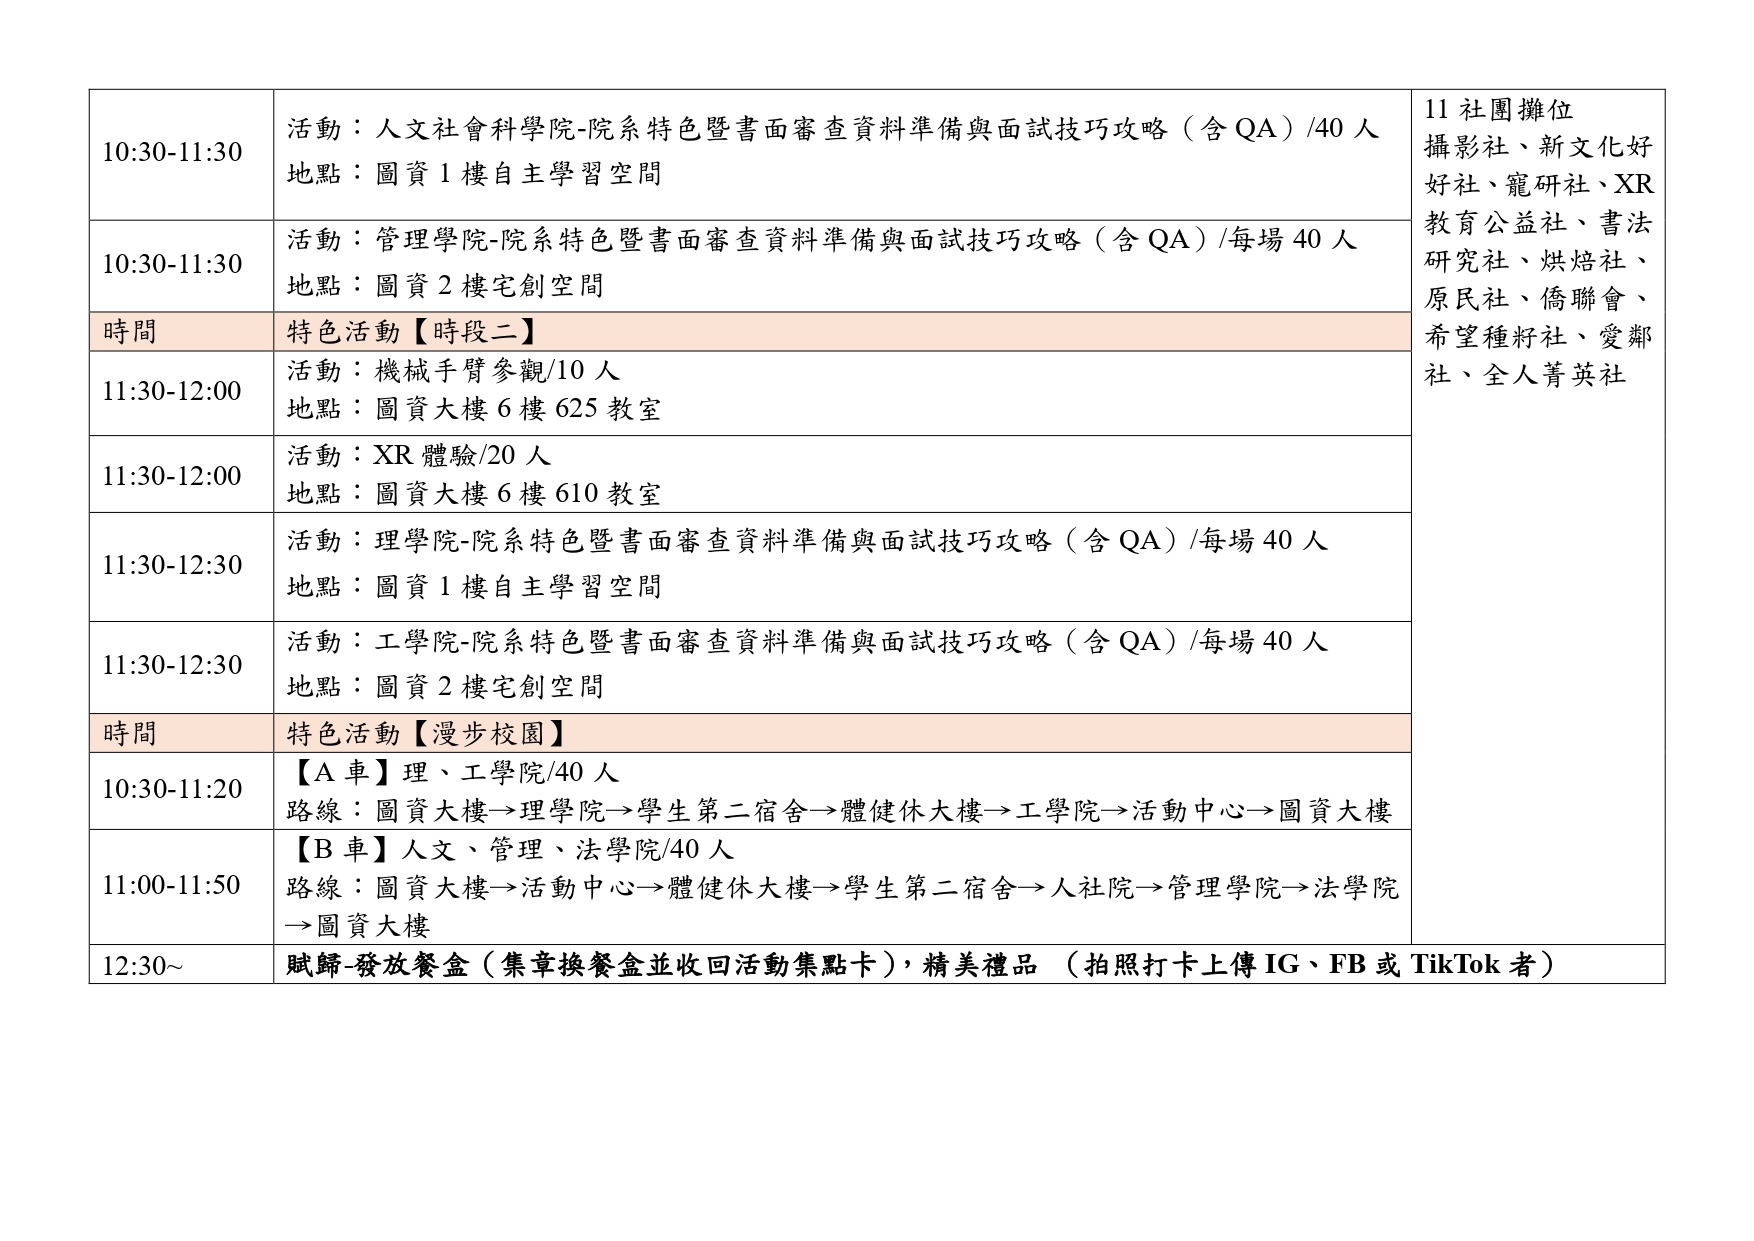 10:30-11:30
活動：人文社會科學院-院系特色暨書面審查資料準備與面試技巧攻略（含 QA）/40 人
地點：圖資 1 樓自主學習空間
10:30-11:30
活動：管理學院-院系特色暨書面審查資料準備與面試技巧攻略（含 QA）/每場 40 人
地點：圖資 2 樓宅創空間
時間
特色活動【時段二】
11:30-12:00
活動：機械手臂參觀/10 人
地點：圖資大樓 6 樓 625 教室
11:30-12:00
活動：XR 體驗/20 人
地點：圖資大樓 6 樓 610 教室
11:30-12:30
活動：理學院-院系特色暨書面審查資料準備與面試技巧攻略（含 QA）/每場 40 人
地點：圖資 1 樓自主學習空間
11:30-12:30
活動：工學院-院系特色暨書面審查資料準備與面試技巧攻略（含 QA）/每場 40 人
地點：圖資 2 樓宅創空間
時間
特色活動【漫步校園】
10:30-11:20
【A 車】理、工學院/40 人
路線：圖資大樓→理學院→學生第二宿舍→體健休大樓→工學院→活動中心→圖資大樓
11:00-11:50
【B 車】人文、管理、法學院/40 人
路線：圖資大樓→活動中心→體健休大樓→學生第二宿舍→人社院→管理學院→法學院
→圖資大樓
11 社團攤位
攝影社、新文化好
好社、寵研社、XR
教育公益社、書法
研究社、烘焙社、
原民社、僑聯會、
希望種籽社、愛鄰
社、全人菁英社
12:30~
賦歸-發放餐盒（集章換餐盒並收回活動集點卡），精美禮品 （拍照打卡上傳 IG、FB 或 TikTok 者）